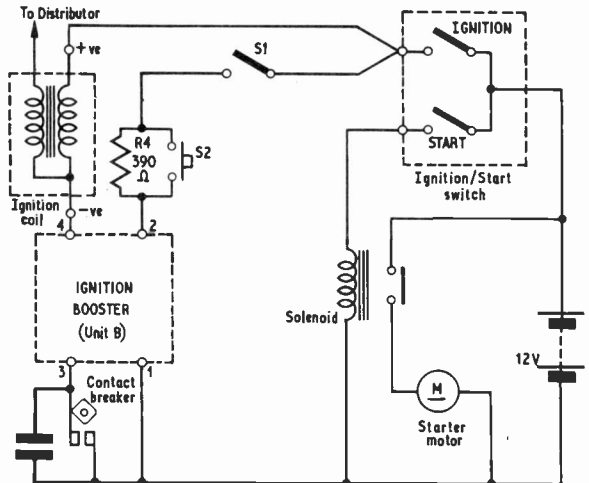 To Distributor
+ve
S1
IGNITION
START
Ignition/Start
switch
R4
390
Ω
S2
Ignition
coil
-ve
4
2
IGNITION
BOOSTER
(Unit B)
3
1
Contact
breaker
Solenoid
12V
M
Starter
motor